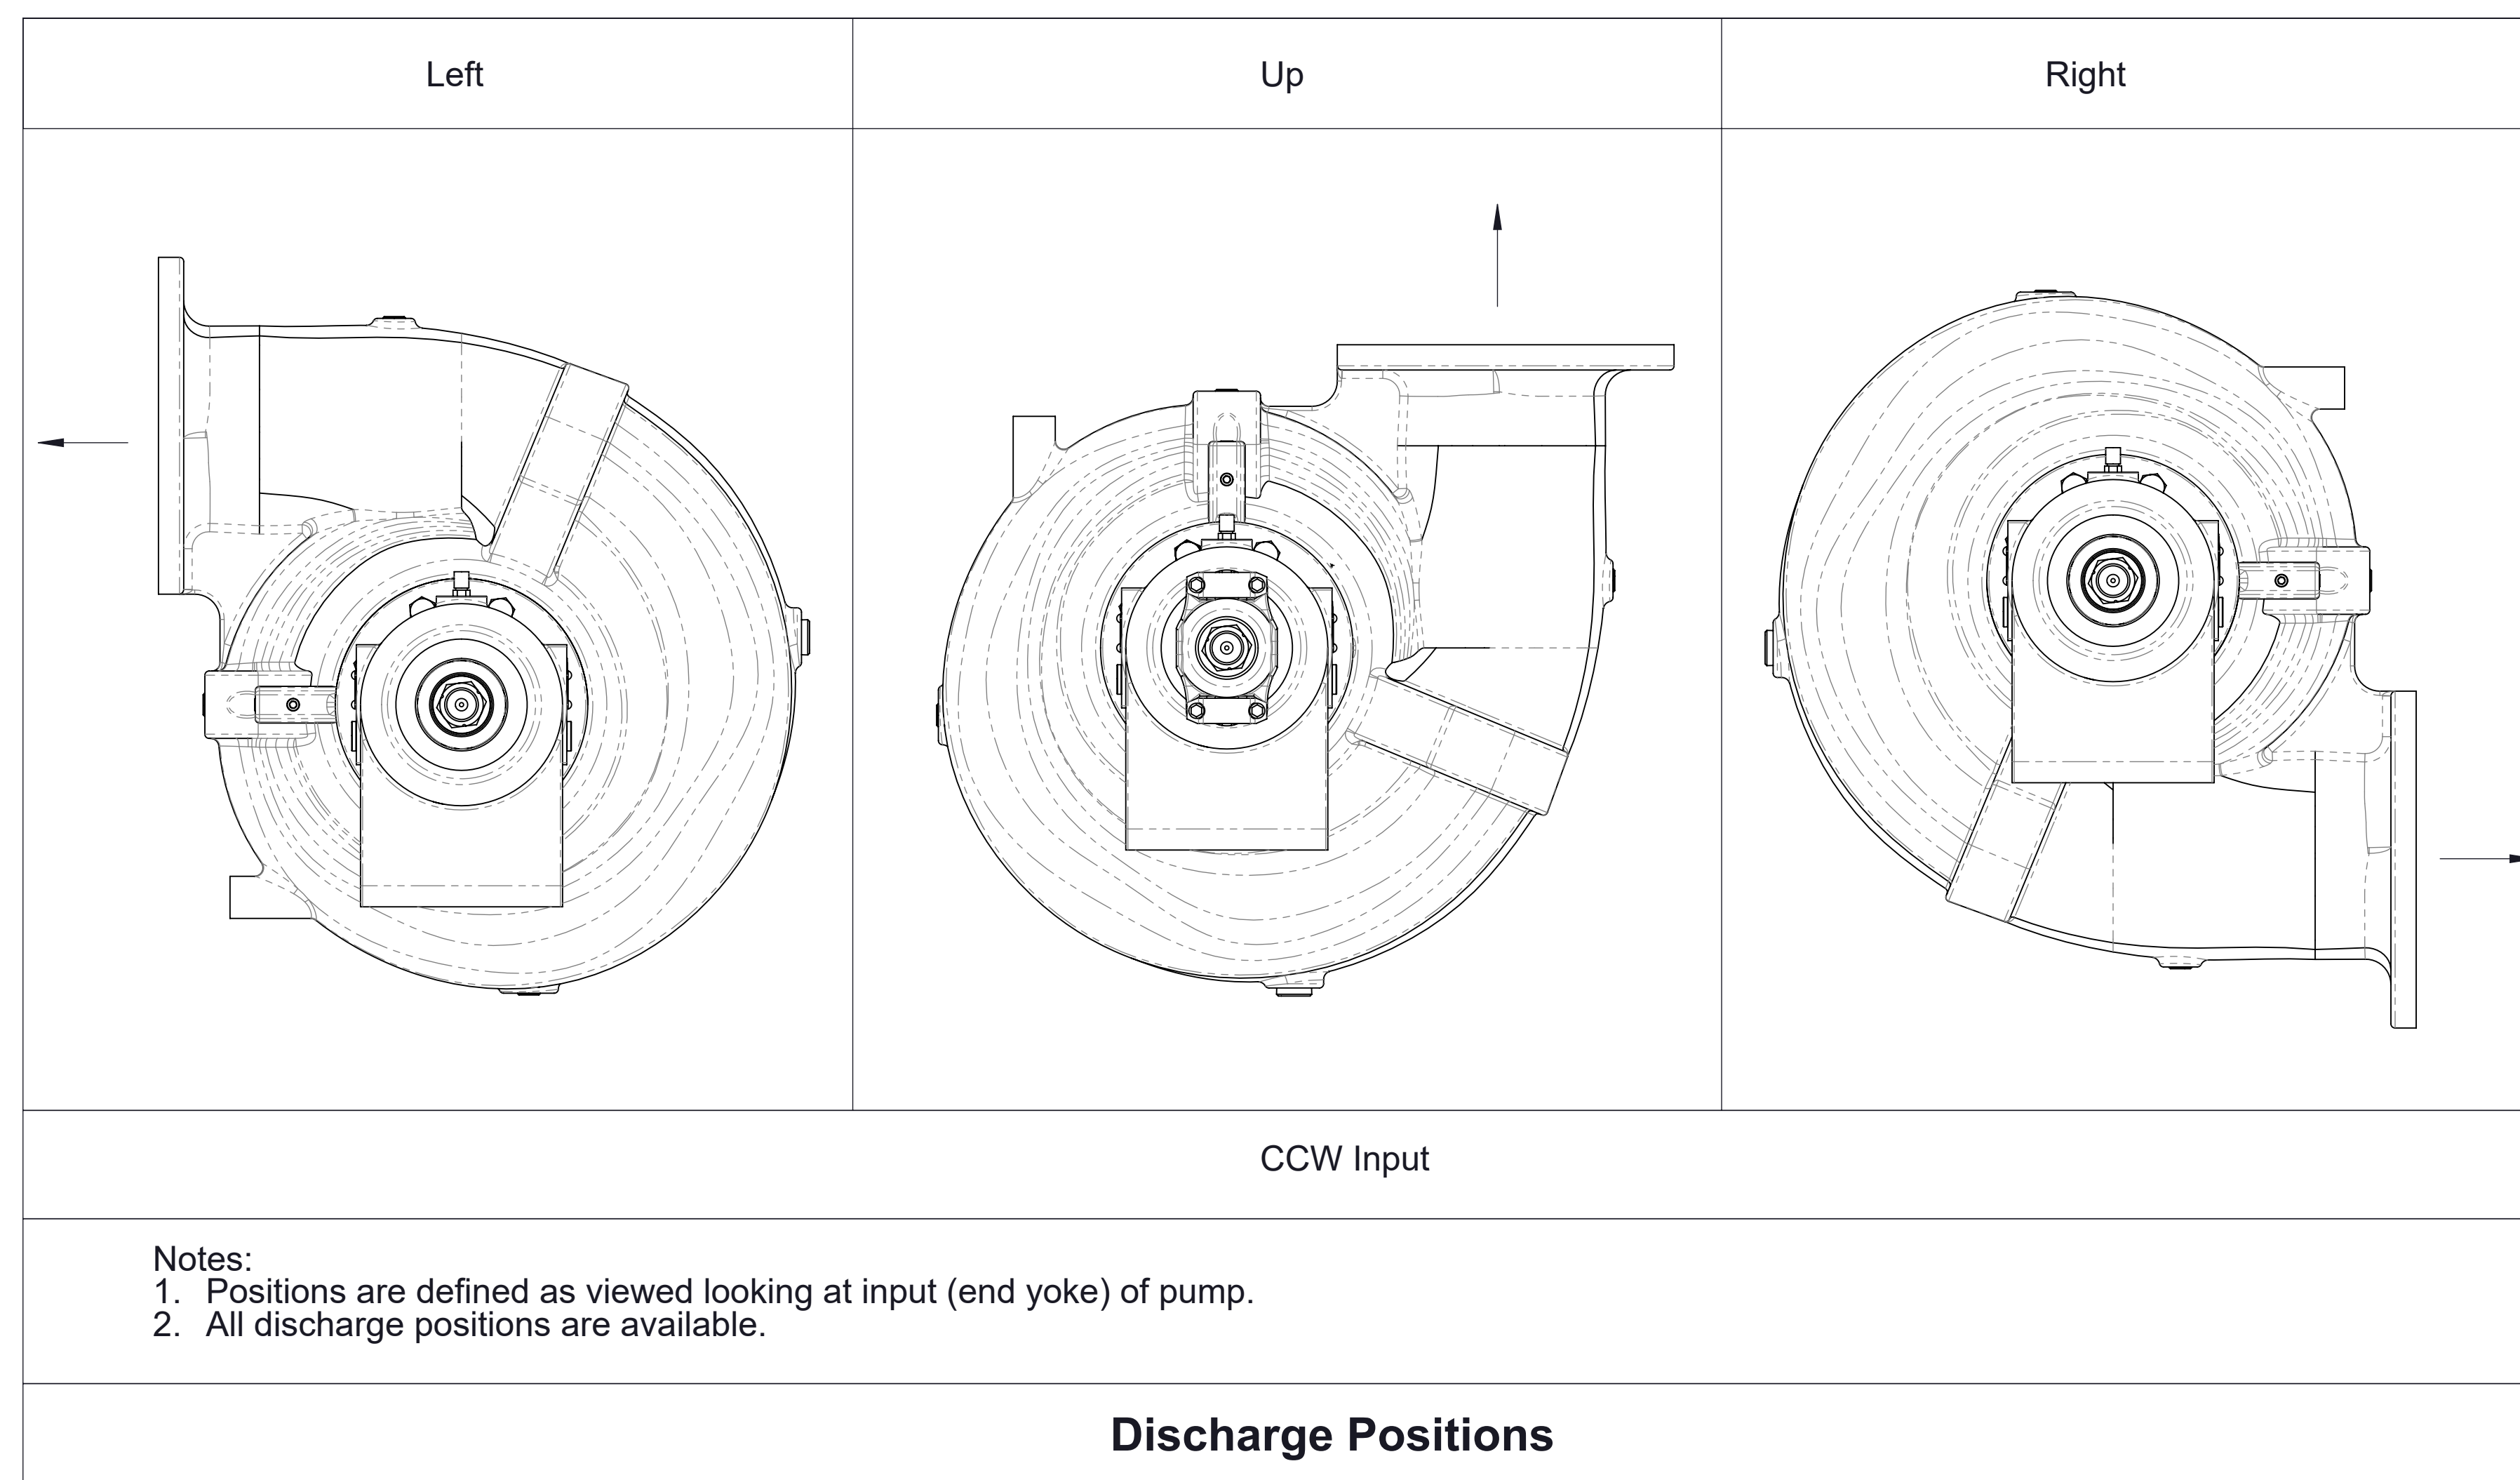 Left
Up
Right
CCW Input
Notes:
1. Positions are defined as viewed looking at input (end yoke) of pump.
2. All discharge positions are available.
Discharge Positions